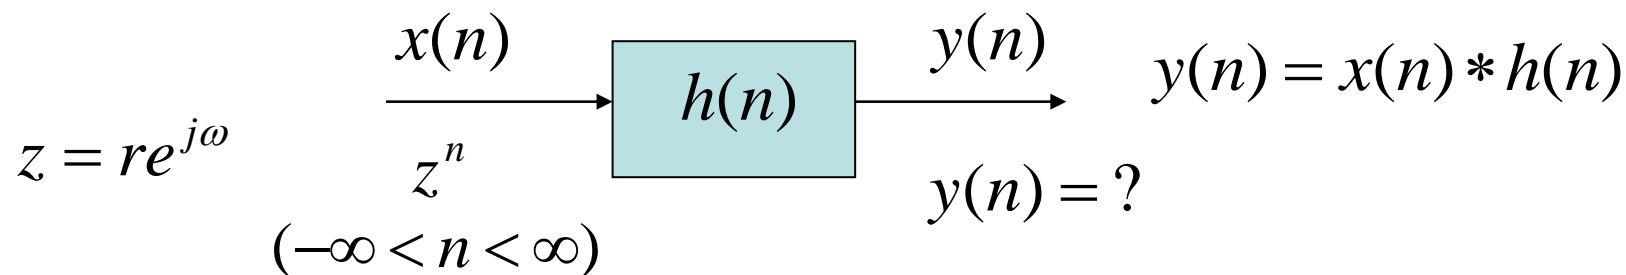 x(n)
h(n)
y(n)
y(n) = x(n) * h(n)
z = re^{jω}
z^n
y(n) = ?
(−∞ < n < ∞)